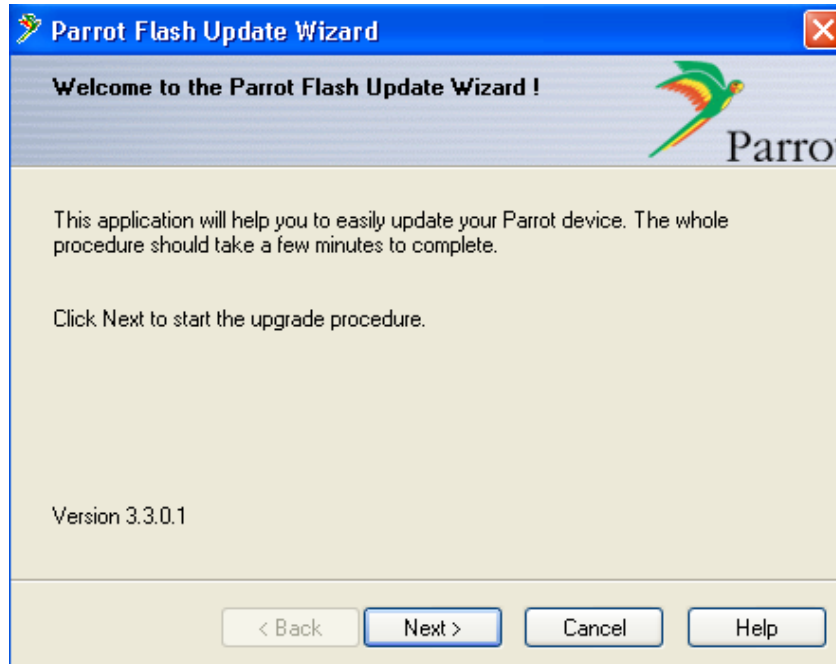 Parrot Flash Update Wizard
Welcome to the Parrot Flash Update Wizard !
Parro
This application will help you to easily update your Parrot device. The whole
procedure should take a few minutes to complete.
Click Next to start the upgrade procedure.
Version 3.3.0.1
< Back
Next >
Cancel
Help